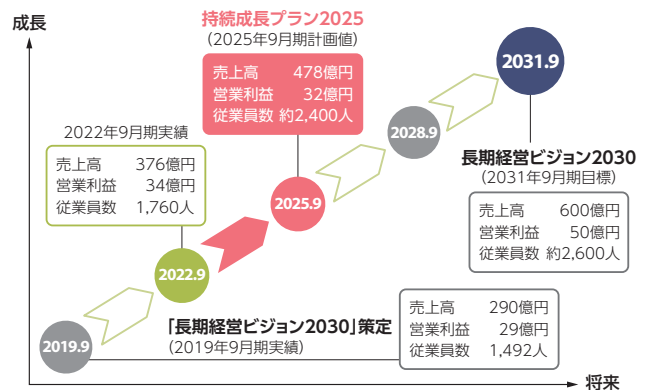 成長
持続成長プラン2025
(2025年9月期計画値)
売上高 478億円
営業利益 32億円
従業員数 約2,400人
2031.9
2022年9月期実績
売上高 376億円
営業利益 34億円
従業員数 1,760人
2028.9
長期経営ビジョン2030
(2031年9月期目標)
売上高 600億円
営業利益 50億円
従業員数 約2,600人
2025.9
2022.9
2019.9
「長期経営ビジョン2030」策定
(2019年9月期実績)
売上高 290億円
営業利益 29億円
従業員数 1,492人
将来